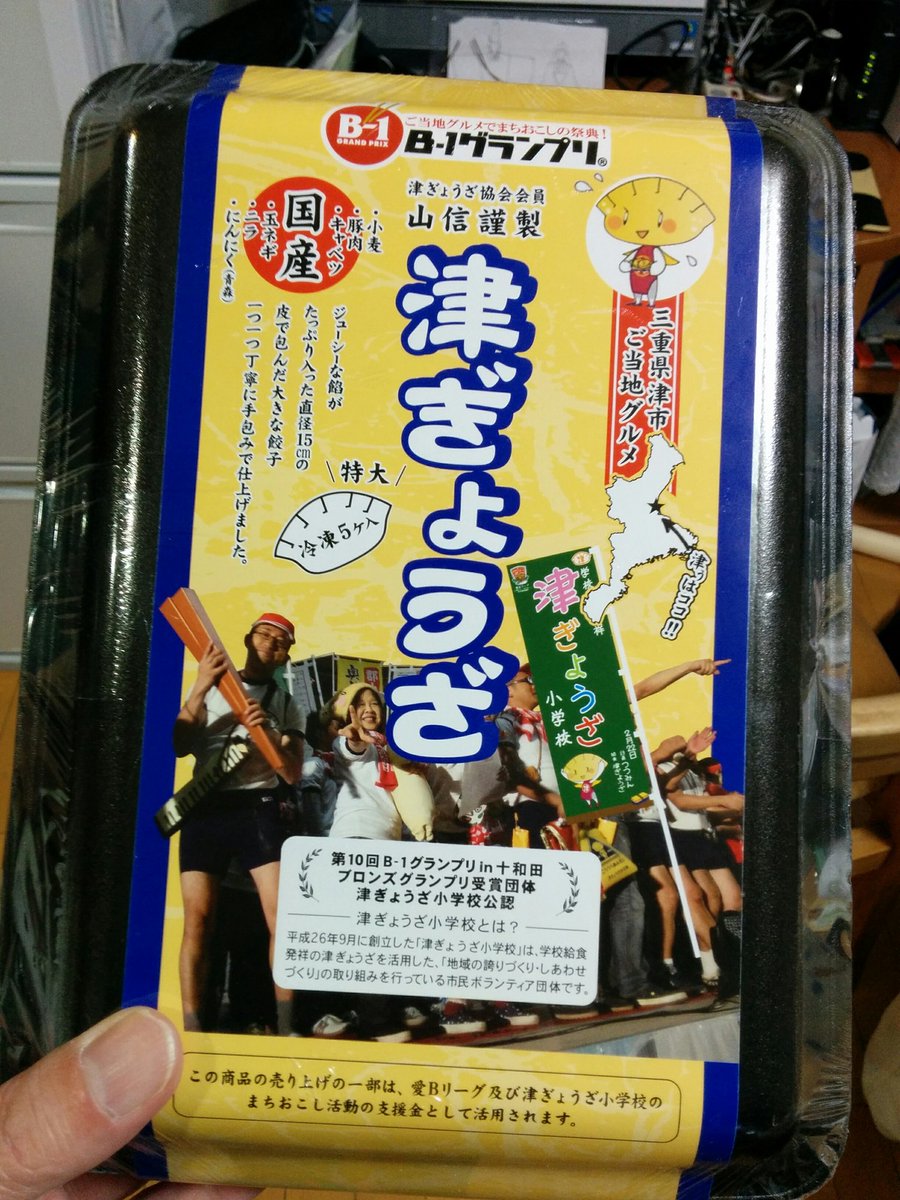 B-1
GRAND PRIX
ご当地グルメでまちおこしの祭典!
B-1グランプリ®
津ぎょうざ協会会員
山信謹製
国産
・小麦
・豚肉
・キャベツ
・玉ネギ
・ニラ
・にんにく(青森)
津ぎょうざ
三重県津市
ご当地グルメ
津ぅはココ!!
ジューシーな餡が
たっぷり入った直径15cmの
皮で包んだ大きな餃子
一つ一つ丁寧に手包みで仕上げました。
特大
冷凍5ケ入
津ぎょうざ
小学校
2月22日
第10回B-1グランプリin十和田
ブロンズグランプリ受賞団体
津ぎょうざ小学校公認
津ぎょうざ小学校とは?
平成26年9月に創立した「津ぎょうざ小学校」は、学校給食
発祥の津ぎょうざを活用した、「地域の誇りづくり・しあわせ
づくり」の取り組みを行っている市民ボランティア団体です。
この商品の売り上げの一部は、愛Bリーグ及び津ぎょうざ小学校の
まちおこし活動の支援金として活用されます。